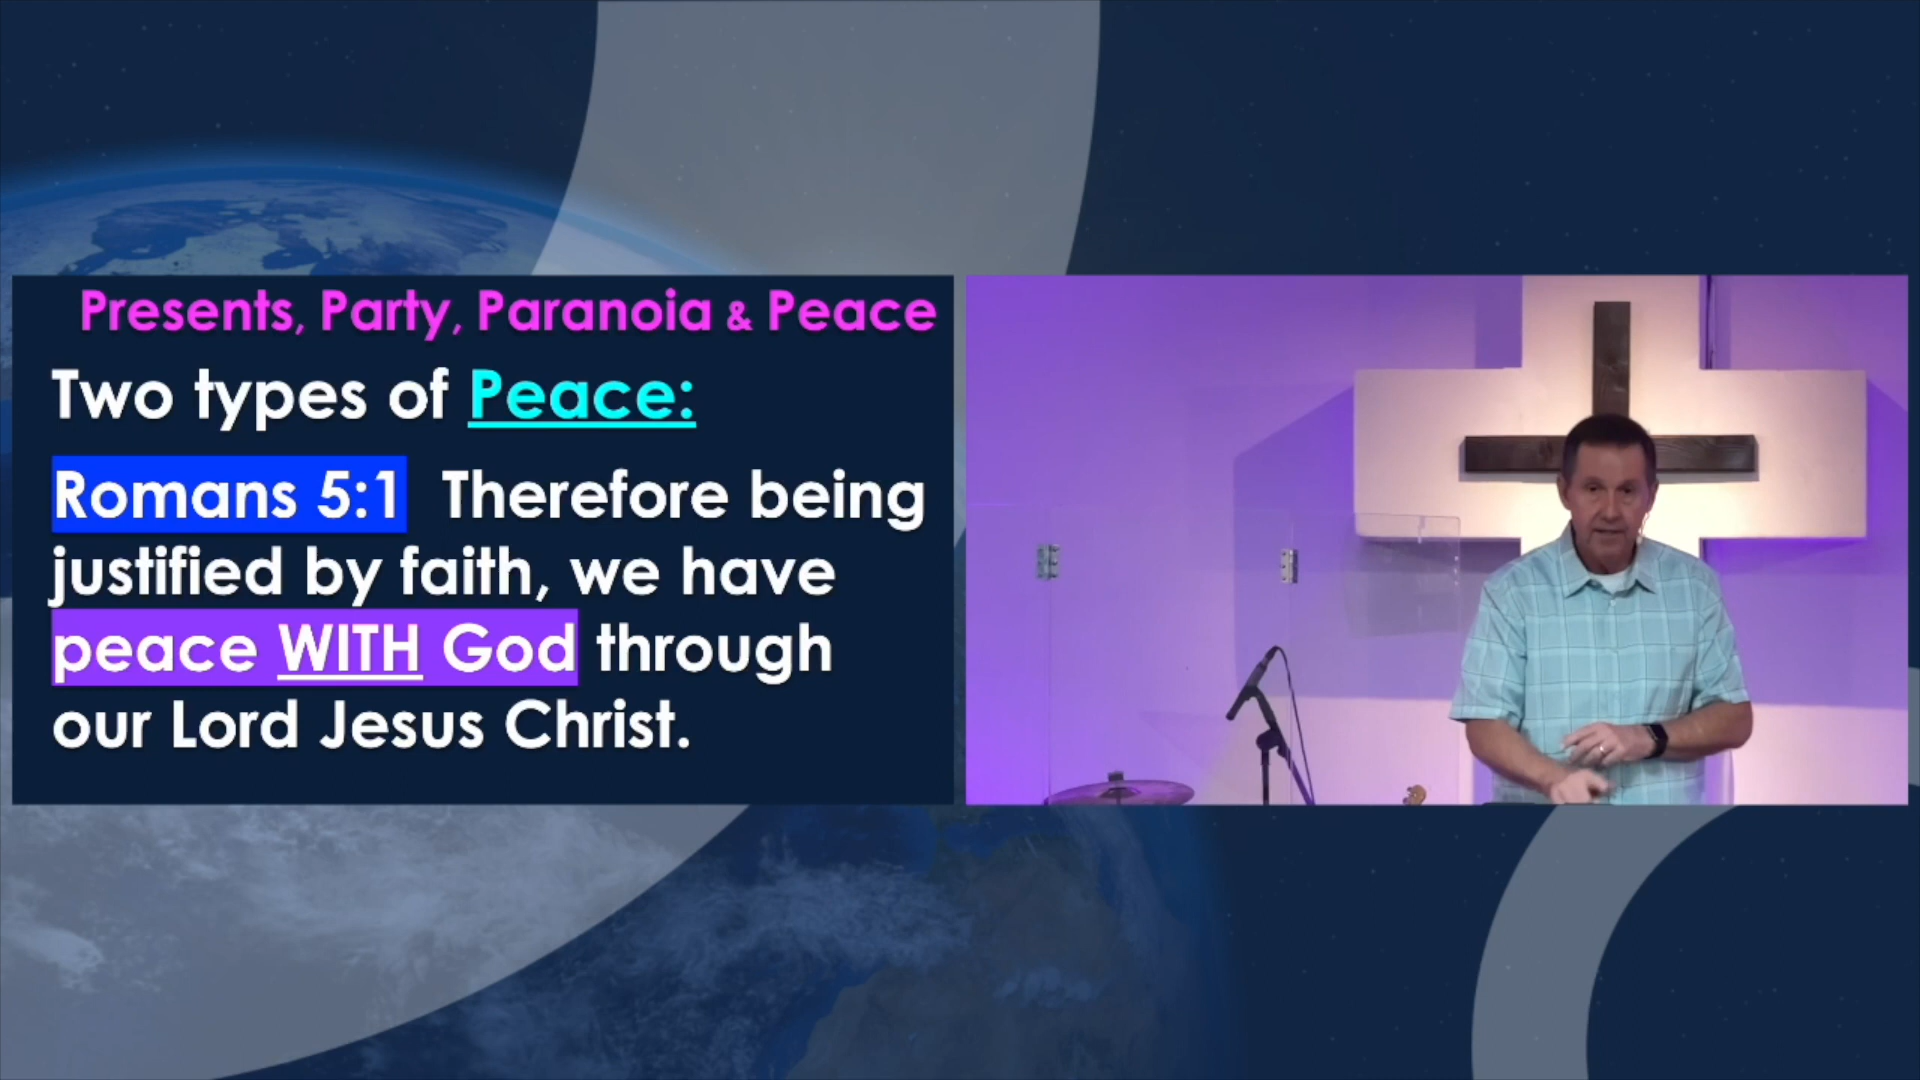 Presents, Party, Paranoia & Peace
Two types of Peace:
Romans 5:1 Therefore being
justified by faith, we have
peace WITH God through
our Lord Jesus Christ.